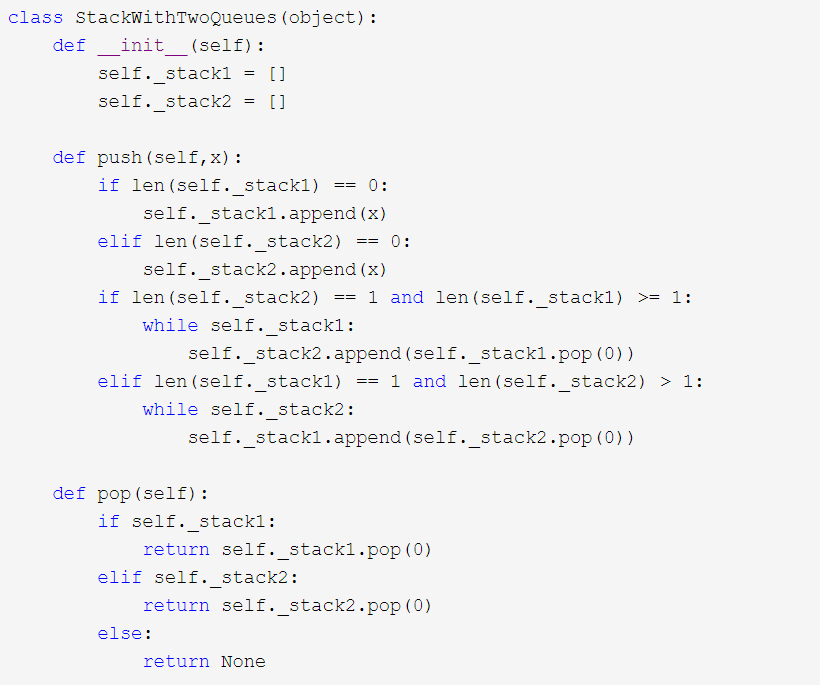 class StackWithTwoQueues(object):
    def __init__(self):
        self._stack1 = []
        self._stack2 = []

    def push(self,x):
        if len(self._stack1) == 0:
            self._stack1.append(x)
        elif len(self._stack2) == 0:
            self._stack2.append(x)
        if len(self._stack2) == 1 and len(self._stack1) >= 1:
            while self._stack1:
                self._stack2.append(self._stack1.pop(0))
        elif len(self._stack1) == 1 and len(self._stack2) > 1:
            while self._stack2:
                self._stack1.append(self._stack2.pop(0))

    def pop(self):
        if self._stack1:
            return self._stack1.pop(0)
        elif self._stack2:
            return self._stack2.pop(0)
        else:
            return None